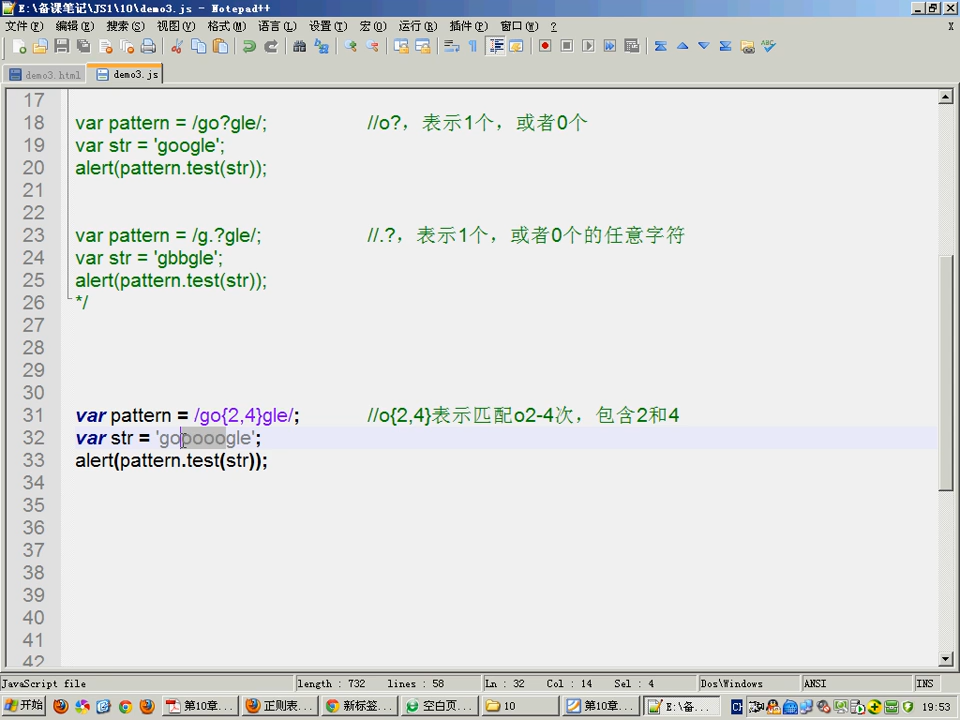 E:\备课笔记\JS1\10\demo3.js - Notepad++
文件(F) 编辑(E) 搜索(S) 视图(V) 格式(M) 语言(L) 设置(T) 宏(O) 运行(R) 插件(P) 窗口(W) ? X
demo3.html demo3.js
17
18 var pattern = /go?gle/; //o?，表示1个，或者0个
19 var str = 'google';
20 alert(pattern.test(str));
21
22
23 var pattern = /g.?gle/; //.?，表示1个，或者0个的任意字符
24 var str = 'gbbgle';
25 alert(pattern.test(str));
26 */
27
28
29
30
31 var pattern = /go{2,4}gle/; //o{2,4}表示匹配o2-4次，包含2和4
32 var str = 'gooooogle';
33 alert(pattern.test(str));
34
35
36
37
38
39
40
41
42
JavaScript file length : 732 lines : 58 Ln : 32 Col : 14 Sel : 4 Dos\Windows ANSI INS
开始 第10章... 正则表... 新标签... 空白页... 10 第10章... E:\备... 19:53